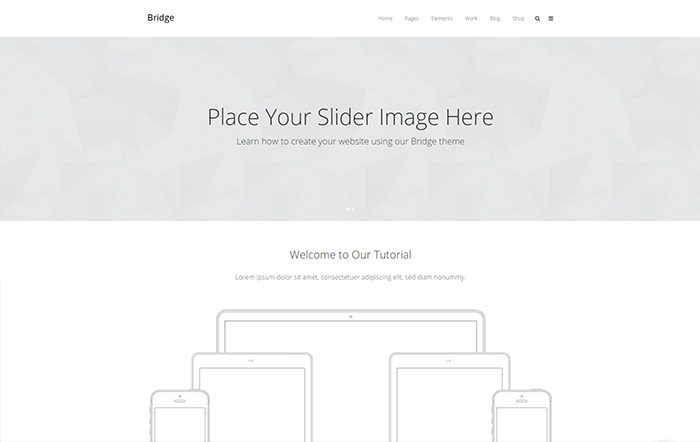 Bridge
Home Pages Elements Work Blog Shop
Place Your Slider Image Here
Learn how to create your website using our Bridge theme
Welcome to Our Tutorial
Lorem ipsum dolor sit amet, consectetuer adipiscing elit, sed diam nonummy.